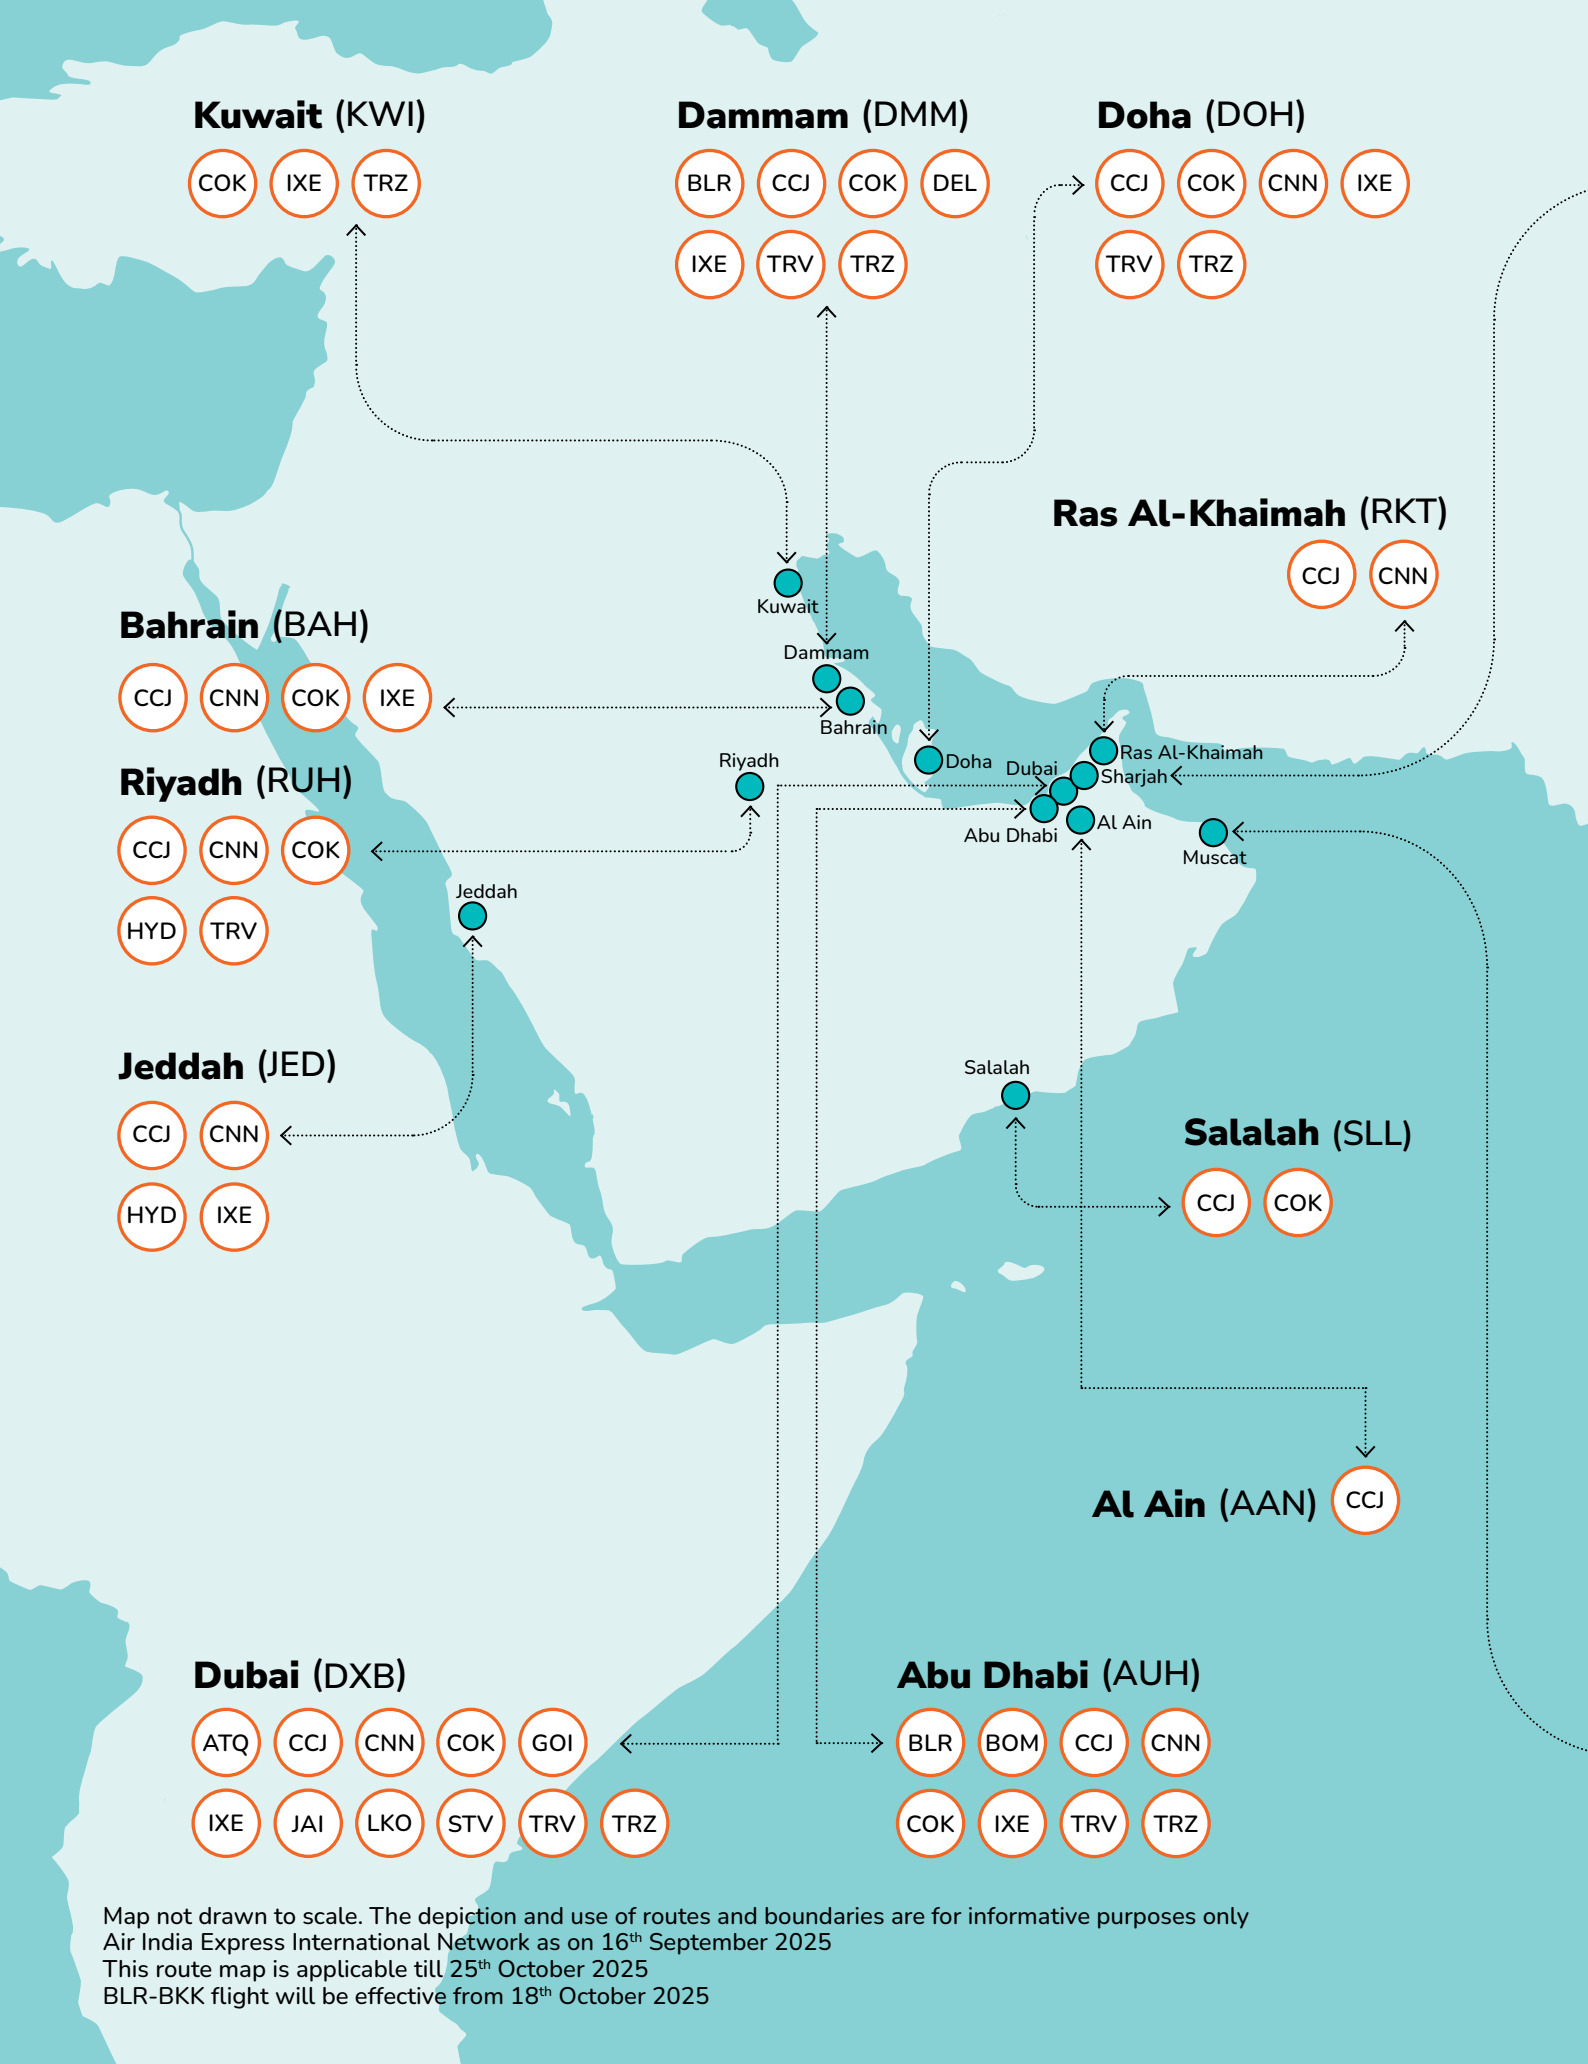 Kuwait (KWI)
COK IXE TRZ
Dammam (DMM)
BLR CCJ COK DEL
IXE TRV TRZ
Doha (DOH)
CCJ COK CNN IXE
TRV TRZ
Ras Al-Khaimah (RKT)
CCJ CNN
Kuwait
Dammam
Bahrain
Bahrain (BAH)
CCJ CNN COK IXE
Riyadh
Doha
Dubai
Ras Al-Khaimah
Sharjah
Abu Dhabi
Al Ain
Muscat
Riyadh (RUH)
CCJ CNN COK
HYD TRV
Jeddah
Jeddah (JED)
CCJ CNN
HYD IXE
Salalah
Salalah (SLL)
CCJ COK
Al Ain (AAN) CCJ
Dubai (DXB)
ATQ CCJ CNN COK GOI
IXE JAI LKO STV TRV TRZ
Abu Dhabi (AUH)
BLR BOM CCJ CNN
COK IXE TRV TRZ
Map not drawn to scale. The depiction and use of routes and boundaries are for informative purposes only
Air India Express International Network as on 16th September 2025
This route map is applicable till 25th October 2025
BLR-BKK flight will be effective from 18th October 2025